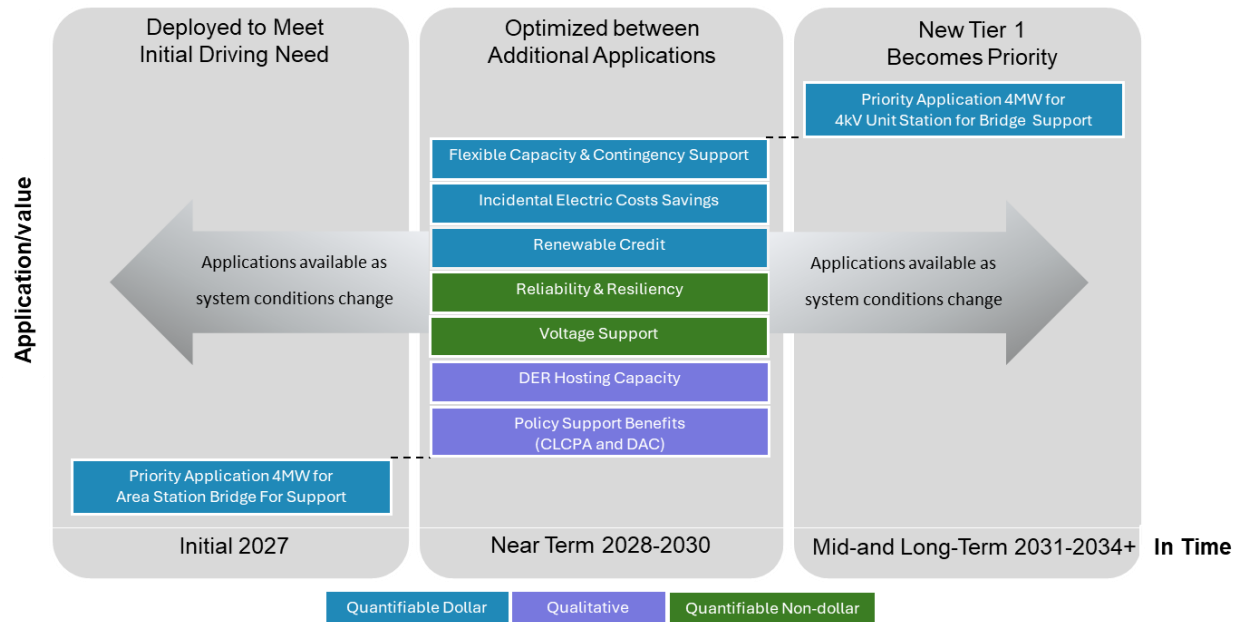 Deployed to Meet
Initial Driving Need
Optimized between
Additional Applications
New Tier 1
Becomes Priority
Priority Application 4MW for
4kV Unit Station for Bridge Support
Flexible Capacity & Contingency Support
Incidental Electric Costs Savings
Renewable Credit
Reliability & Resiliency
Voltage Support
DER Hosting Capacity
Policy Support Benefits
(CLCPA and DAC)
Applications available as
system conditions change
Applications available as
system conditions change
Application/value
Priority Application 4MW for
Area Station Bridge For Support
Initial 2027
Near Term 2028-2030
Mid-and Long-Term 2031-2034+
In Time
Quantifiable Dollar
Qualitative
Quantifiable Non-dollar